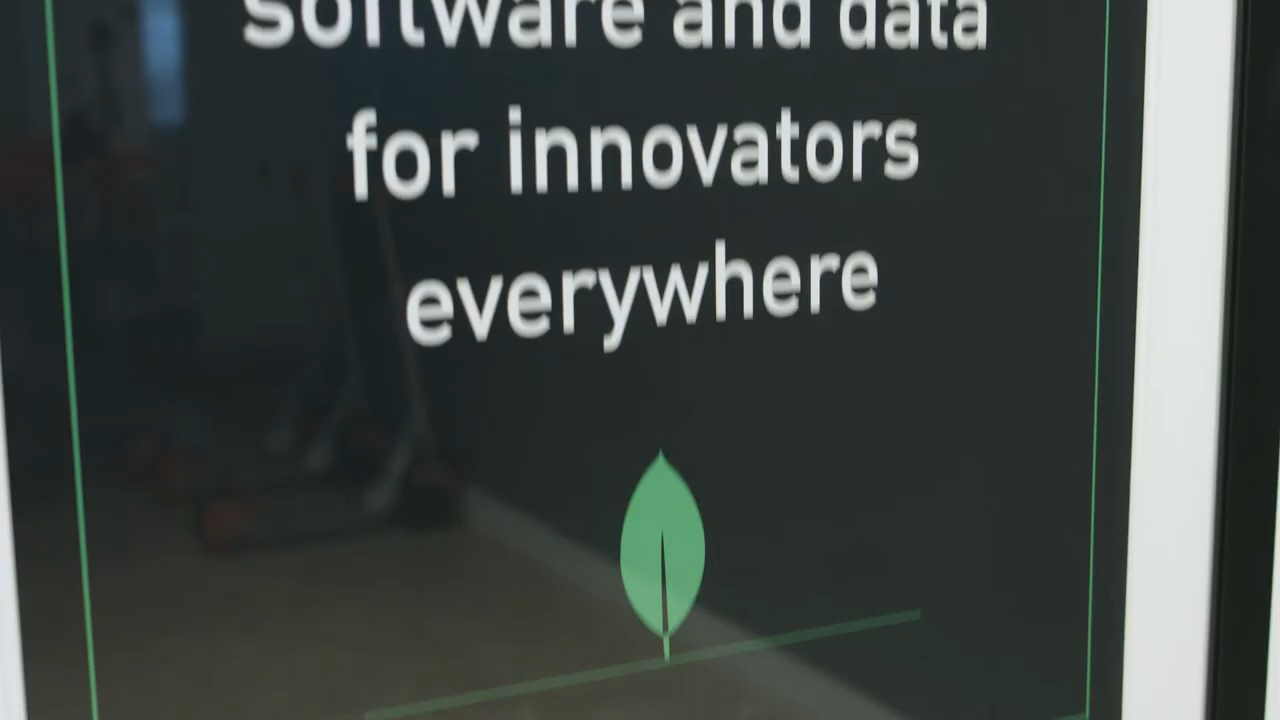 software and data
for innovators
everywhere